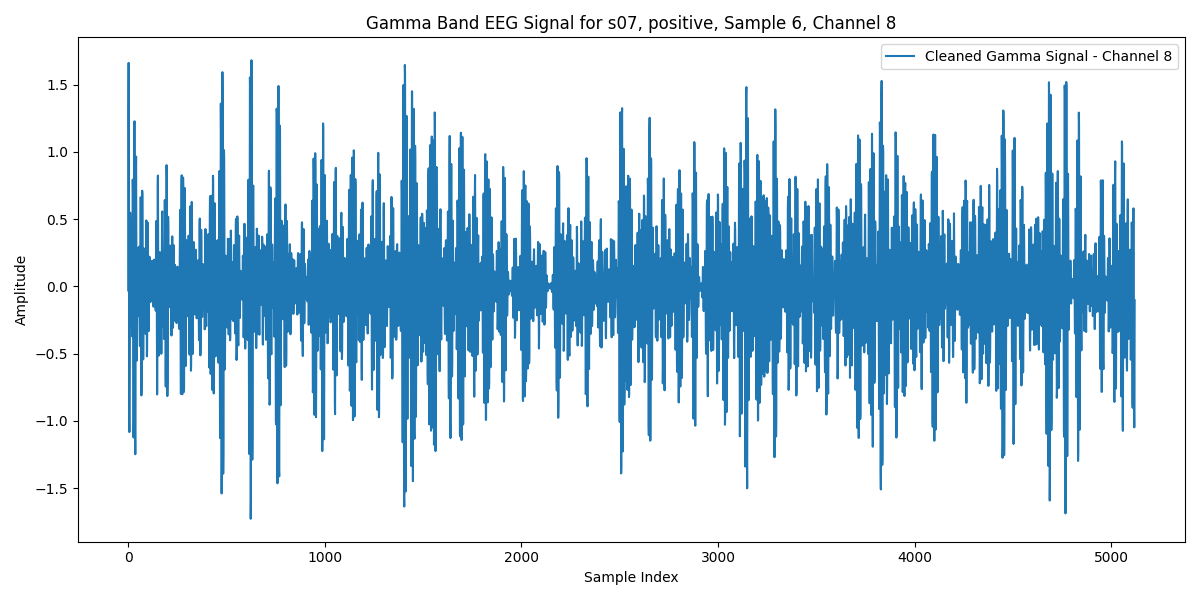 Gamma Band EEG Signal for s07, positive, Sample 6, Channel 8
Cleaned Gamma Signal - Channel 8
Amplitude
1.5
1.0
0.5
0.0
−0.5
−1.0
−1.5
0 1000 2000 3000 4000 5000
Sample Index